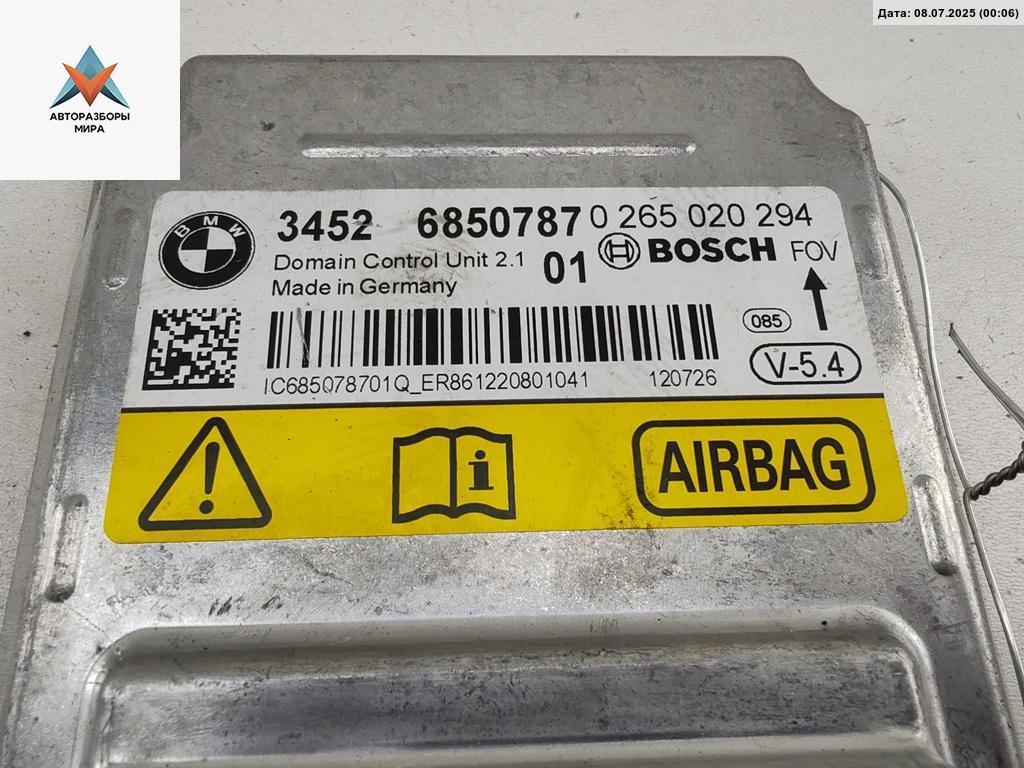 Дата: 08.07.2025 (00:06)
АВТОРАЗБОРЫ
МИРА
BMW
3452 6850787 0 265 020 294
Domain Control Unit 2.1 01 BOSCH FOV
Made in Germany
085
V-5.4
IC685078701Q_ER861220801041 120726
AIRBAG